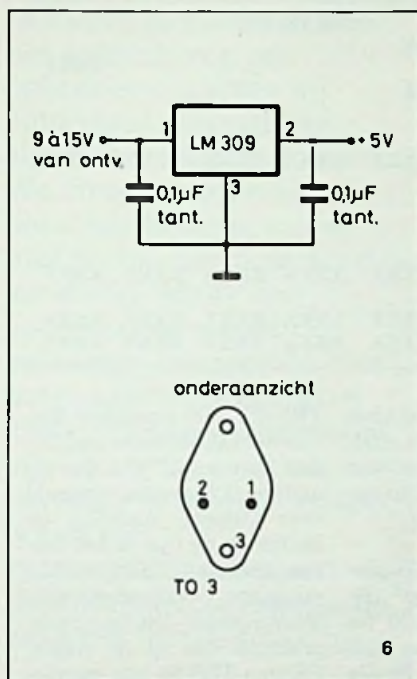 9 à 15V
van ontv.
1
LM 309
2
+5V
3
0,1µF
tant.
0,1µF
tant.
onderaanzicht
2
1
3
TO 3
6